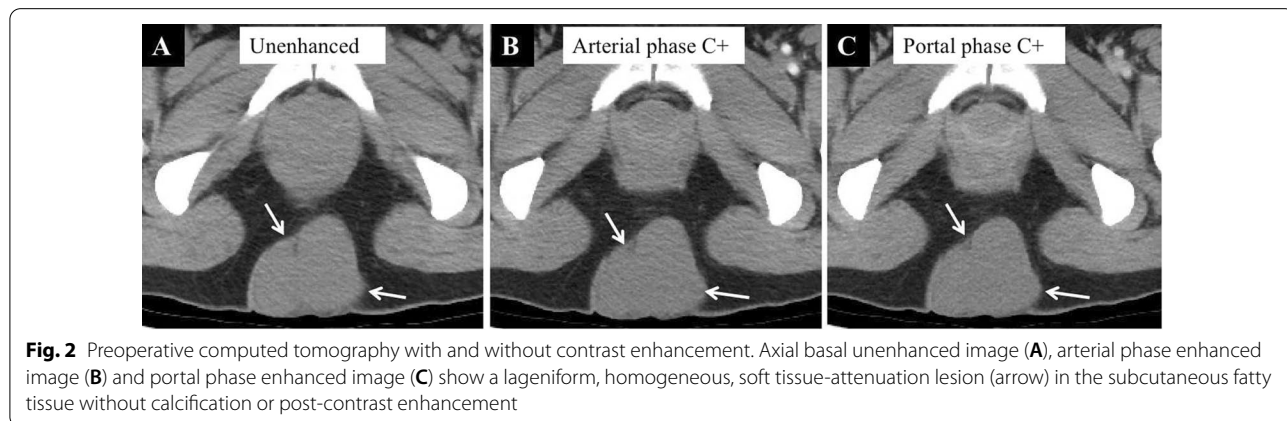 A
Unenhanced
B
Arterial phase C+
C
Portal phase C+
Fig. 2 Preoperative computed tomography with and without contrast enhancement. Axial basal unenhanced image (A), arterial phase enhanced
image (B) and portal phase enhanced image (C) show a lageniform, homogeneous, soft tissue-attenuation lesion (arrow) in the subcutaneous fatty
tissue without calcification or post-contrast enhancement